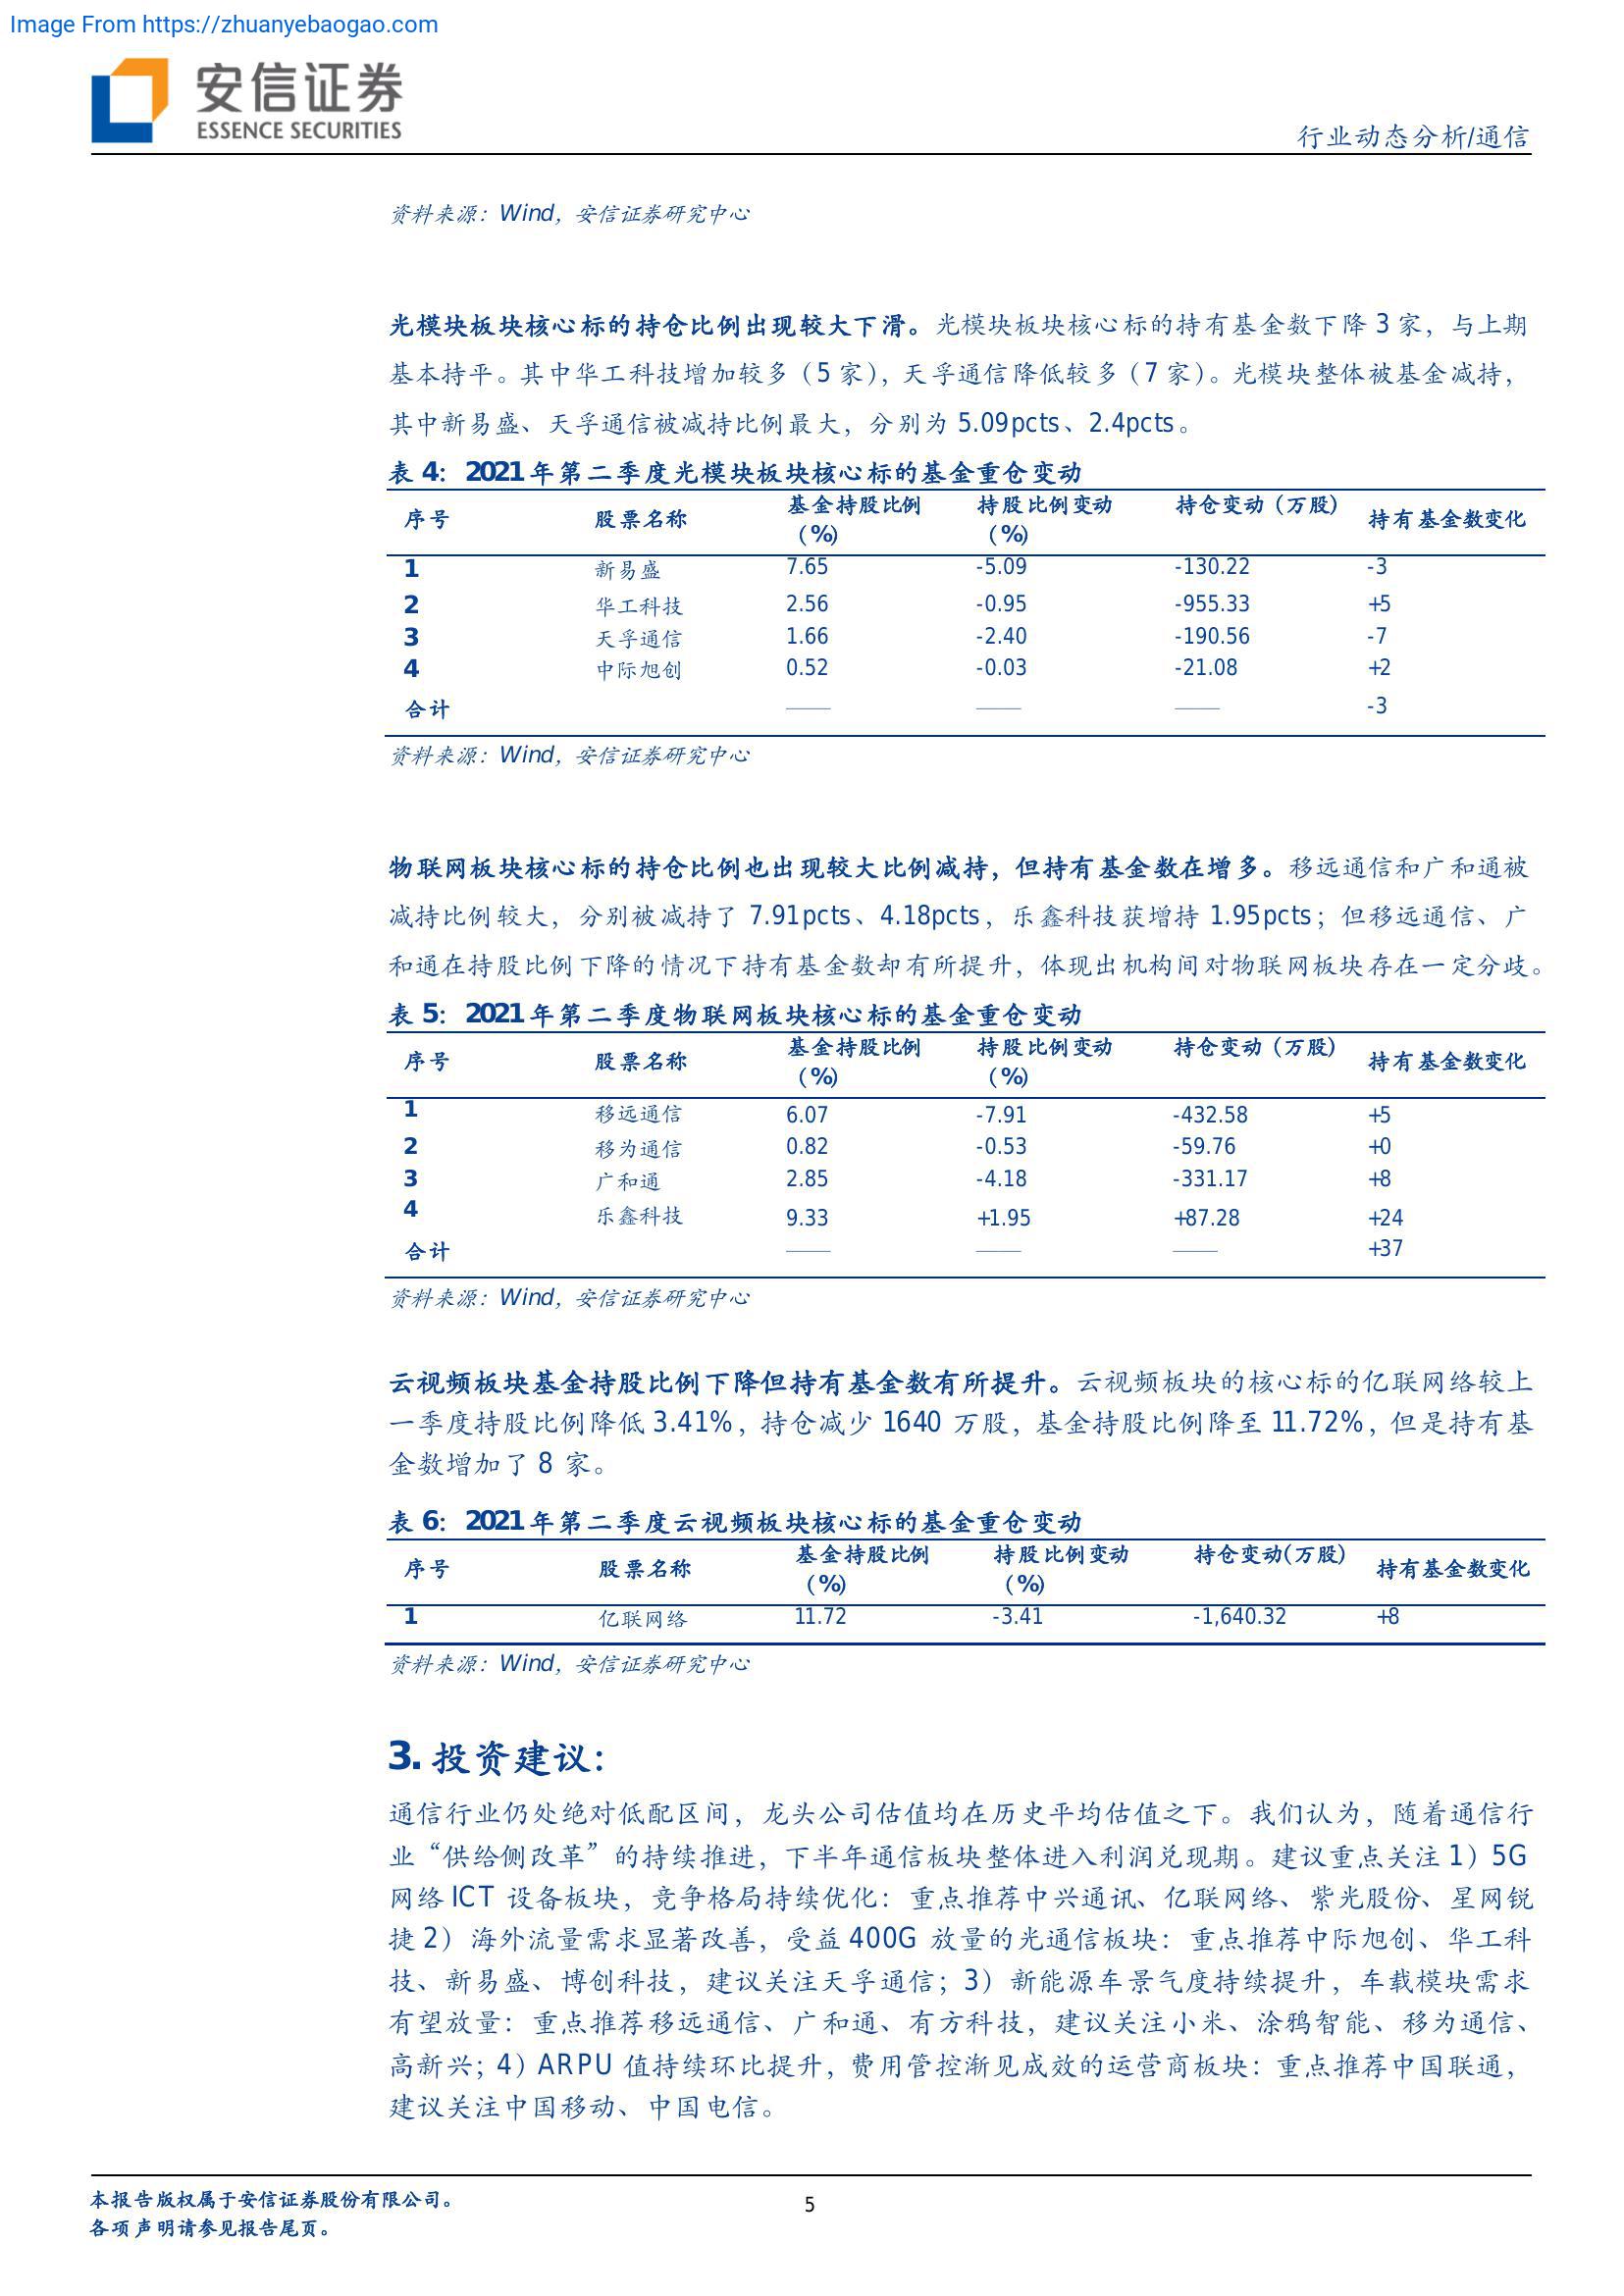 Image From https://zhuanyebaogao.com
安信证券
ESSENCE SECURITIES
行业动态分析/通信
资料来源：Wind，安信证券研究中心
光模块板块核心标的持仓比例出现较大下滑。光模块板块核心标的持有基金数下降 3 家，与上期
基本持平。其中华工科技增加较多（5 家），天孚通信降低较多（7 家）。光模块整体被基金减持，
其中新易盛、天孚通信被减持比例最大，分别为 5.09pcts、2.4pcts。
表 4：2021 年第二季度光模块板块核心标的基金重仓变动
序号 股票名称 基金持股比例（%） 持股比例变动（%） 持仓变动（万股） 持有基金数变化
1 新易盛 7.65 -5.09 -130.22 -3
2 华工科技 2.56 -0.95 -955.33 +5
3 天孚通信 1.66 -2.40 -190.56 -7
4 中际旭创 0.52 -0.03 -21.08 +2
合计 —— —— —— -3
资料来源：Wind，安信证券研究中心
物联网板块核心标的持仓比例也出现较大比例减持，但持有基金数在增多。移远通信和广和通被
减持比例较大，分别被减持了 7.91pcts、4.18pcts，乐鑫科技获增持 1.95pcts；但移远通信、广
和通在持股比例下降的情况下持有基金数却有所提升，体现出机构间对物联网板块存在一定分歧。
表 5：2021 年第二季度物联网板块核心标的基金重仓变动
序号 股票名称 基金持股比例（%） 持股比例变动（%） 持仓变动（万股） 持有基金数变化
1 移远通信 6.07 -7.91 -432.58 +5
2 移为通信 0.82 -0.53 -59.76 +0
3 广和通 2.85 -4.18 -331.17 +8
4 乐鑫科技 9.33 +1.95 +87.28 +24
合计 —— —— —— +37
资料来源：Wind，安信证券研究中心
云视频板块基金持股比例下降但持有基金数有所提升。云视频板块的核心标的亿联网络较上
一季度持股比例降低 3.41%，持仓减少 1640 万股，基金持股比例降至 11.72%，但是持有基
金数增加了 8 家。
表 6：2021 年第二季度云视频板块核心标的基金重仓变动
序号 股票名称 基金持股比例（%） 持股比例变动（%） 持仓变动(万股) 持有基金数变化
1 亿联网络 11.72 -3.41 -1,640.32 +8
资料来源：Wind，安信证券研究中心
3. 投资建议：
通信行业仍处绝对低配区间，龙头公司估值均在历史平均估值之下。我们认为，随着通信行
业“供给侧改革”的持续推进，下半年通信板块整体进入利润兑现期。建议重点关注 1）5G
网络 ICT 设备板块，竞争格局持续优化：重点推荐中兴通讯、亿联网络、紫光股份、星网锐
捷 2）海外流量需求显著改善，受益 400G 放量的光通信板块：重点推荐中际旭创、华工科
技、新易盛、博创科技，建议关注天孚通信；3）新能源车景气度持续提升，车载模块需求
有望放量：重点推荐移远通信、广和通、有方科技，建议关注小米、涂鸦智能、移为通信、
高新兴；4）ARPU 值持续环比提升，费用管控渐见成效的运营商板块：重点推荐中国联通，
建议关注中国移动、中国电信。
本报告版权属于安信证券股份有限公司。
各项声明请参见报告尾页。
5